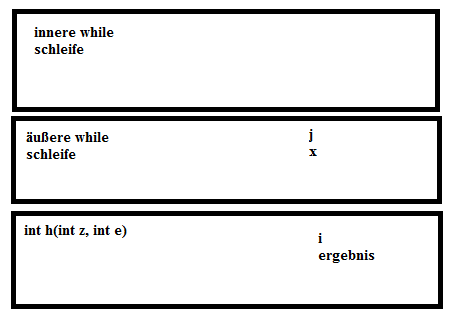 innere while
schleife
äußere while
schleife
j
x
int h(int z, int e)
i
ergebnis